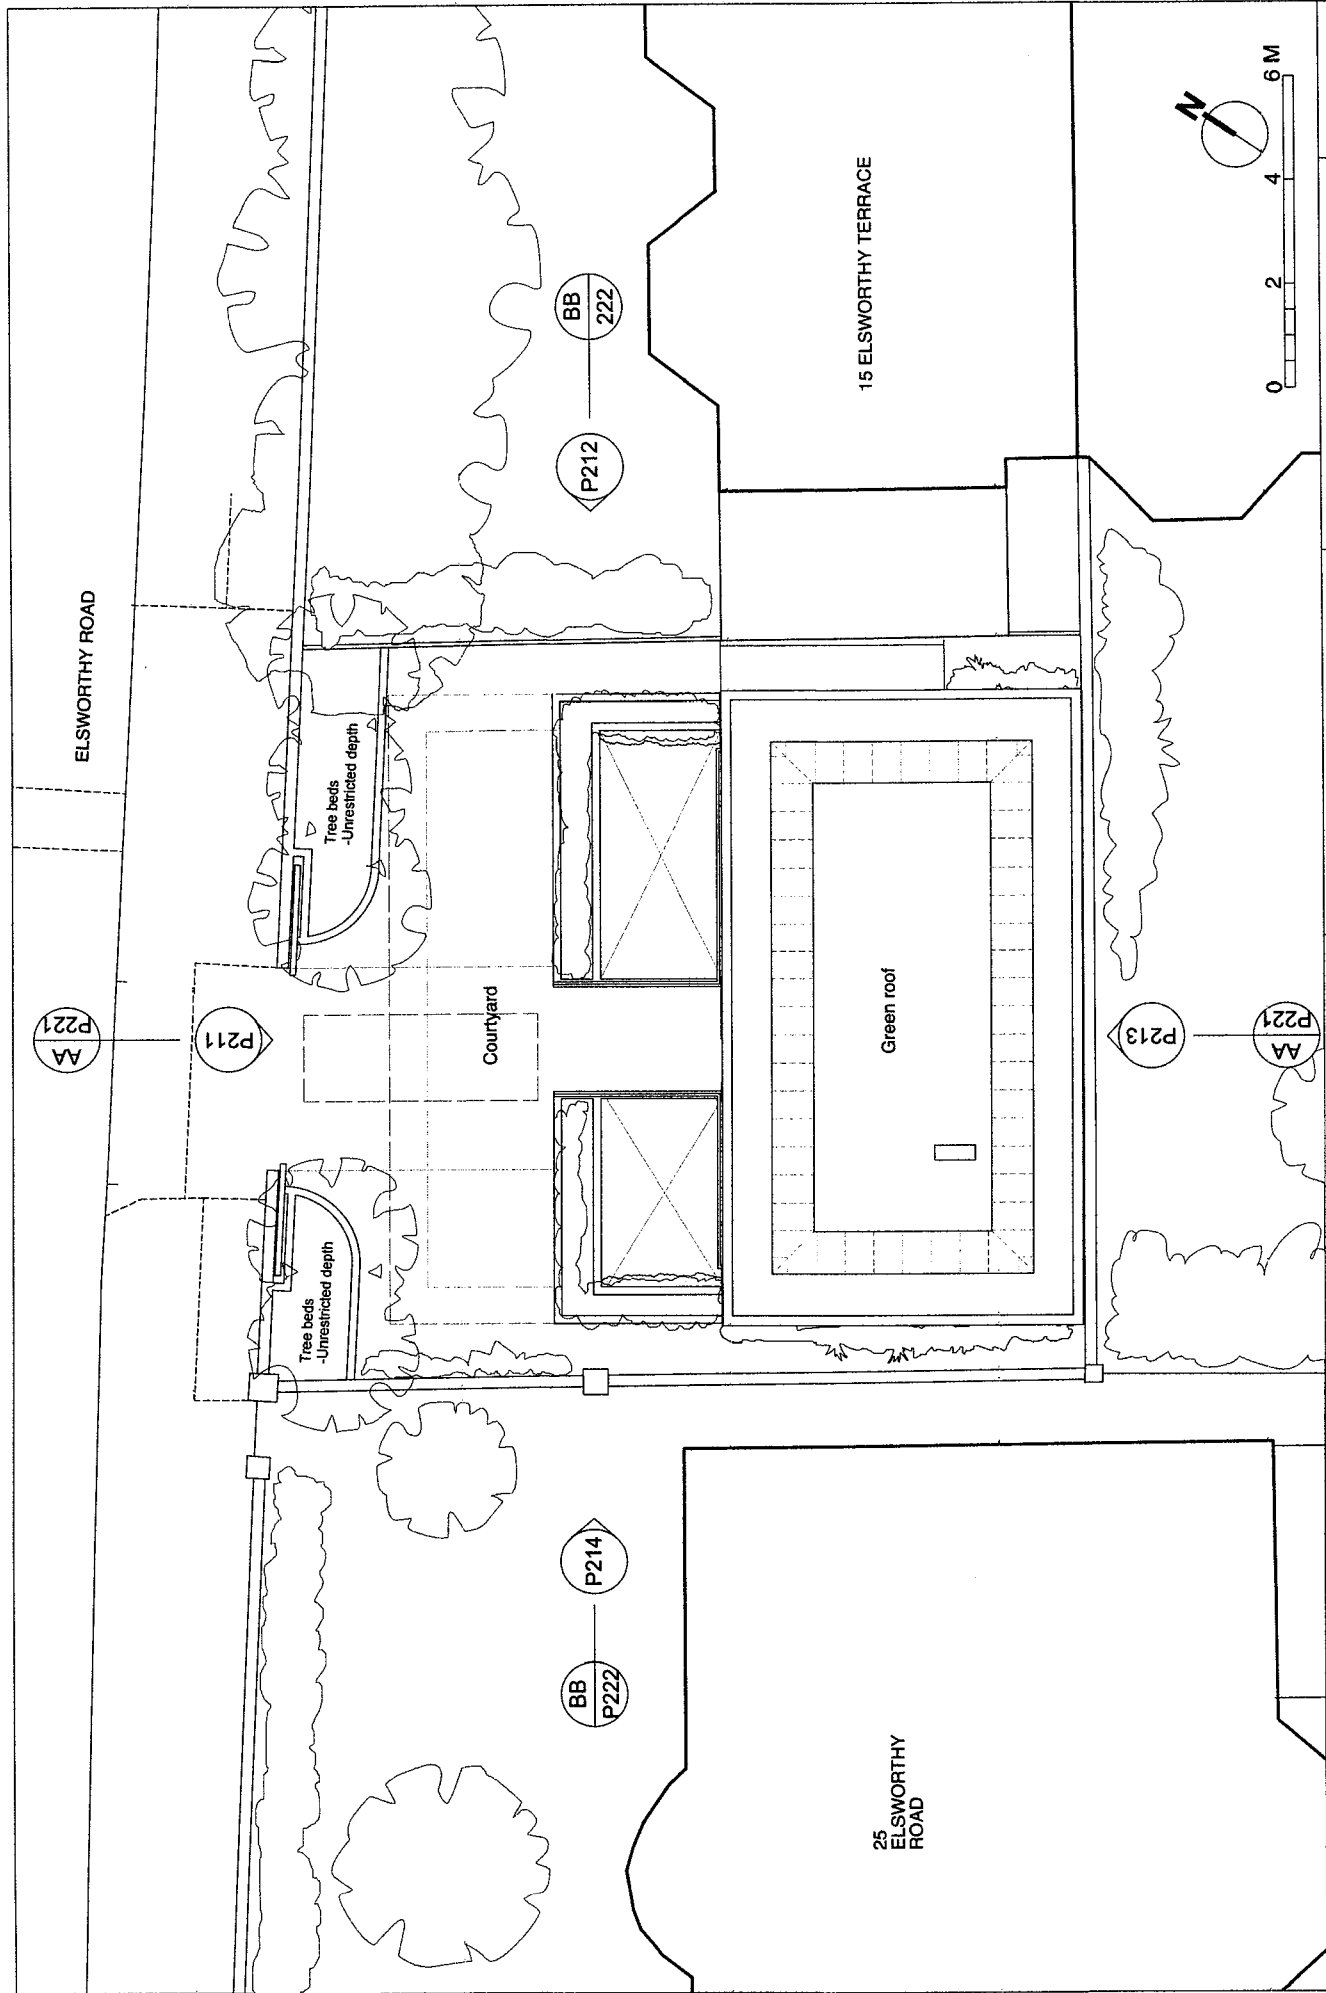 ELSWORTHY ROAD
AA
P221
P211
Tree beds
-Unrestricted depth
Tree beds
-Unrestricted depth
Courtyard
BB
P222
P214
P212
BB
222
Green roof
25
ELSWORTHY
ROAD
15 ELSWORTHY TERRACE
P213
AA
P221
N
0 2 4 6 M